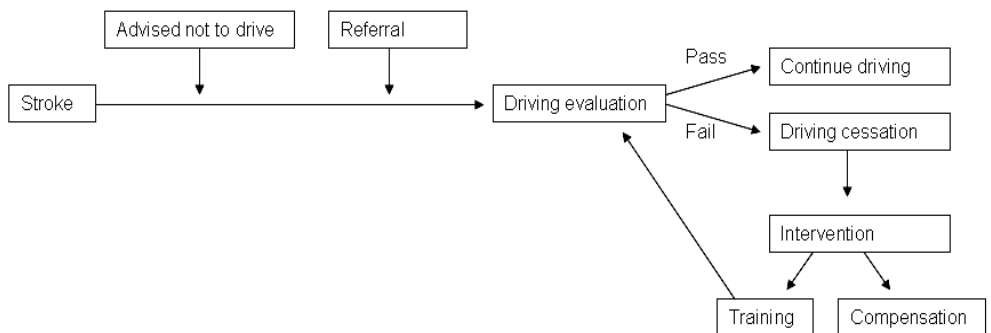 Advised not to drive
Referral
Pass
Continue driving
Stroke
Driving evaluation
Fail
Driving cessation
Intervention
Training
Compensation